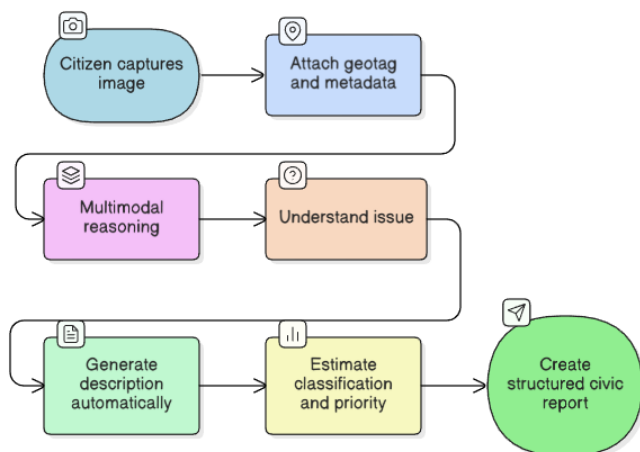 Citizen captures
image
Attach geotag
and metadata
Multimodal
reasoning
Understand issue
Generate
description
automatically
Estimate
classification
and priority
Create
structured civic
report